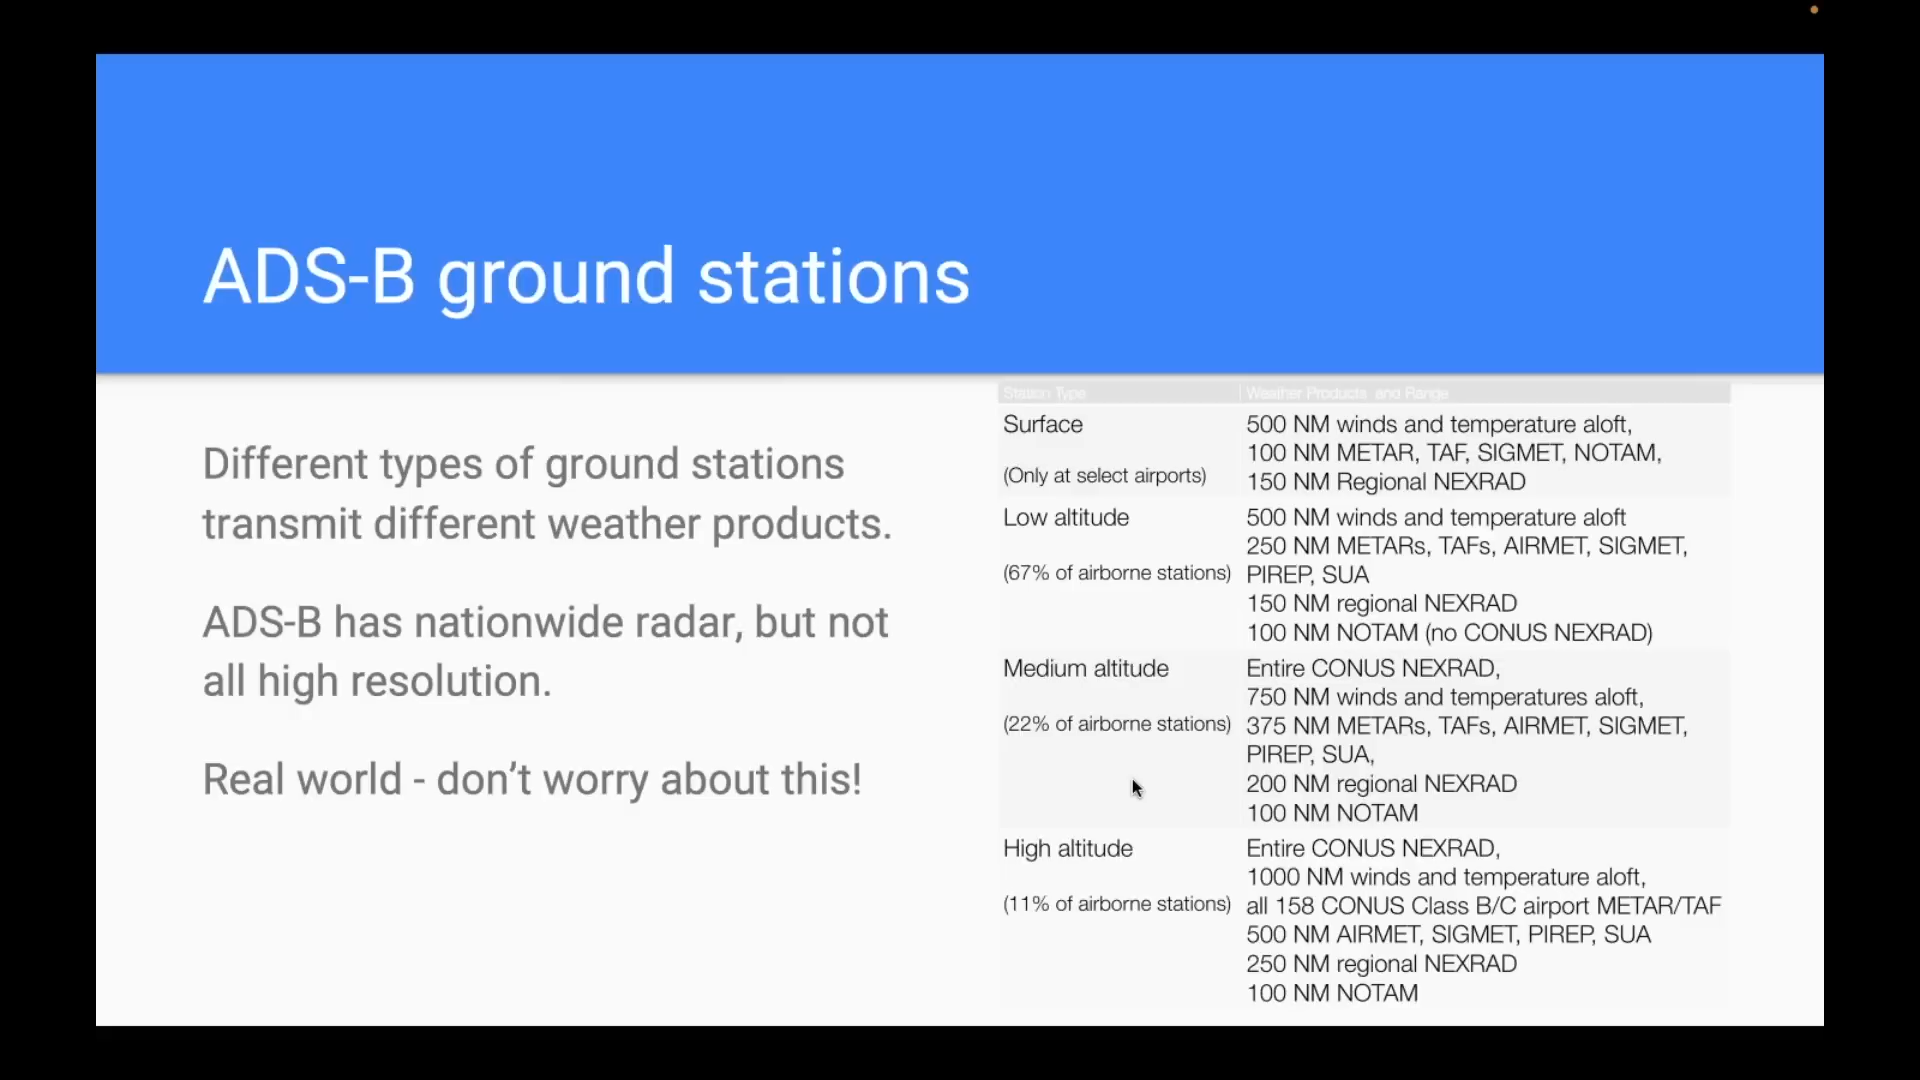 ADS-B ground stations
Different types of ground stations
transmit different weather products.
ADS-B has nationwide radar, but not
all high resolution.
Real world - don’t worry about this!
Station Type
Weather Products and Range
Surface
(Only at select airports)
500 NM winds and temperature aloft,
100 NM METAR, TAF, SIGMET, NOTAM,
150 NM Regional NEXRAD
Low altitude
(67% of airborne stations)
500 NM winds and temperature aloft
250 NM METARs, TAFs, AIRMET, SIGMET,
PIREP, SUA
150 NM regional NEXRAD
100 NM NOTAM (no CONUS NEXRAD)
Medium altitude
(22% of airborne stations)
Entire CONUS NEXRAD,
750 NM winds and temperatures aloft,
375 NM METARs, TAFs, AIRMET, SIGMET,
PIREP, SUA,
200 NM regional NEXRAD
100 NM NOTAM
High altitude
(11% of airborne stations)
Entire CONUS NEXRAD,
1000 NM winds and temperature aloft,
all 158 CONUS Class B/C airport METAR/TAF
500 NM AIRMET, SIGMET, PIREP, SUA
250 NM regional NEXRAD
100 NM NOTAM